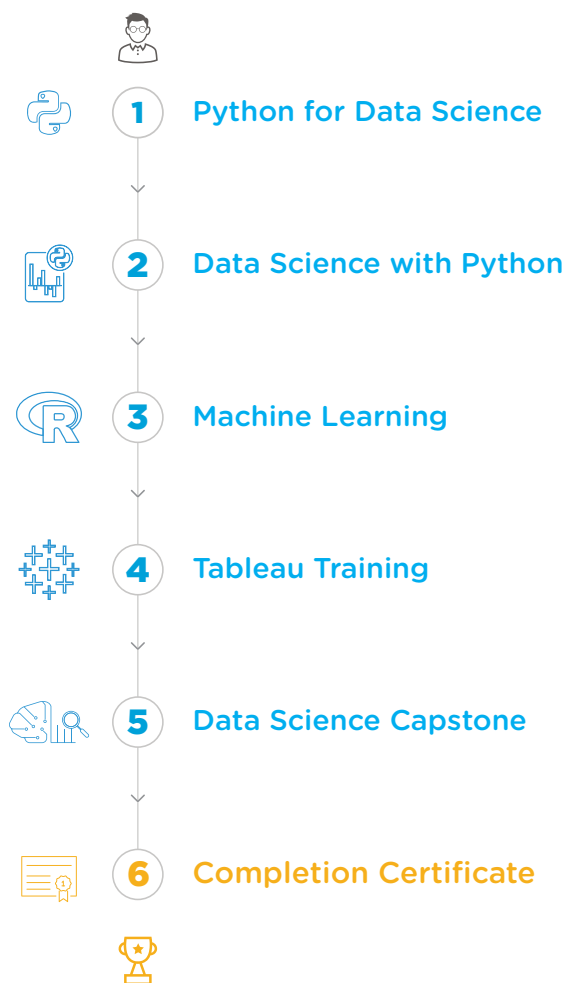 1 Python for Data Science
2 Data Science with Python
R
3 Machine Learning
4 Tableau Training
5 Data Science Capstone
1
6 Completion Certificate